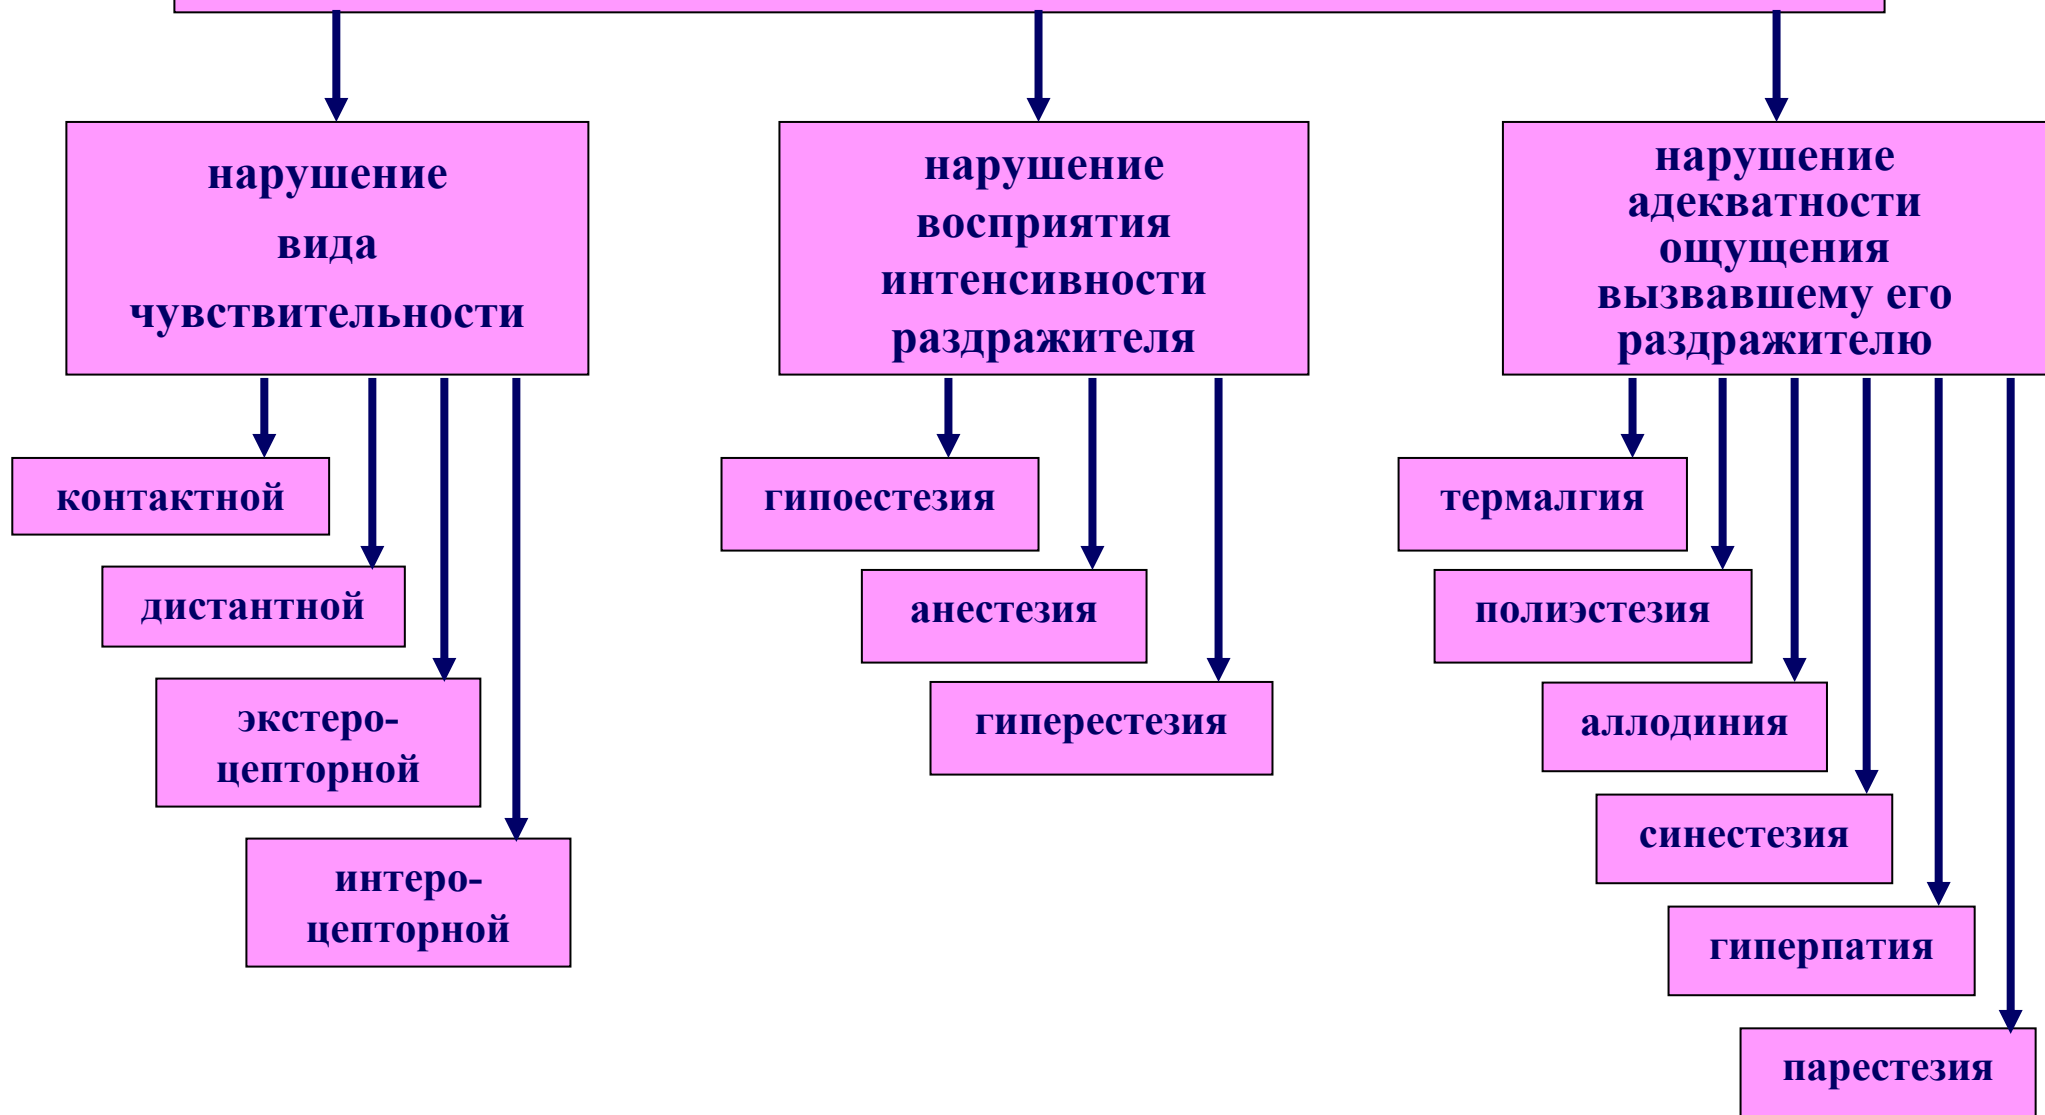 нарушение
вида
чувствительности
контактной
дистантной
экстеро-
цепторной
интеро-
цепторной
нарушение
восприятия
интенсивности
раздражителя
гипоестезия
анестезия
гиперестезия
нарушение
адекватности
ощущения
вызвавшему его
раздражителю
термалгия
полиэстезия
аллодиния
синестезия
гиперпатия
парестезия